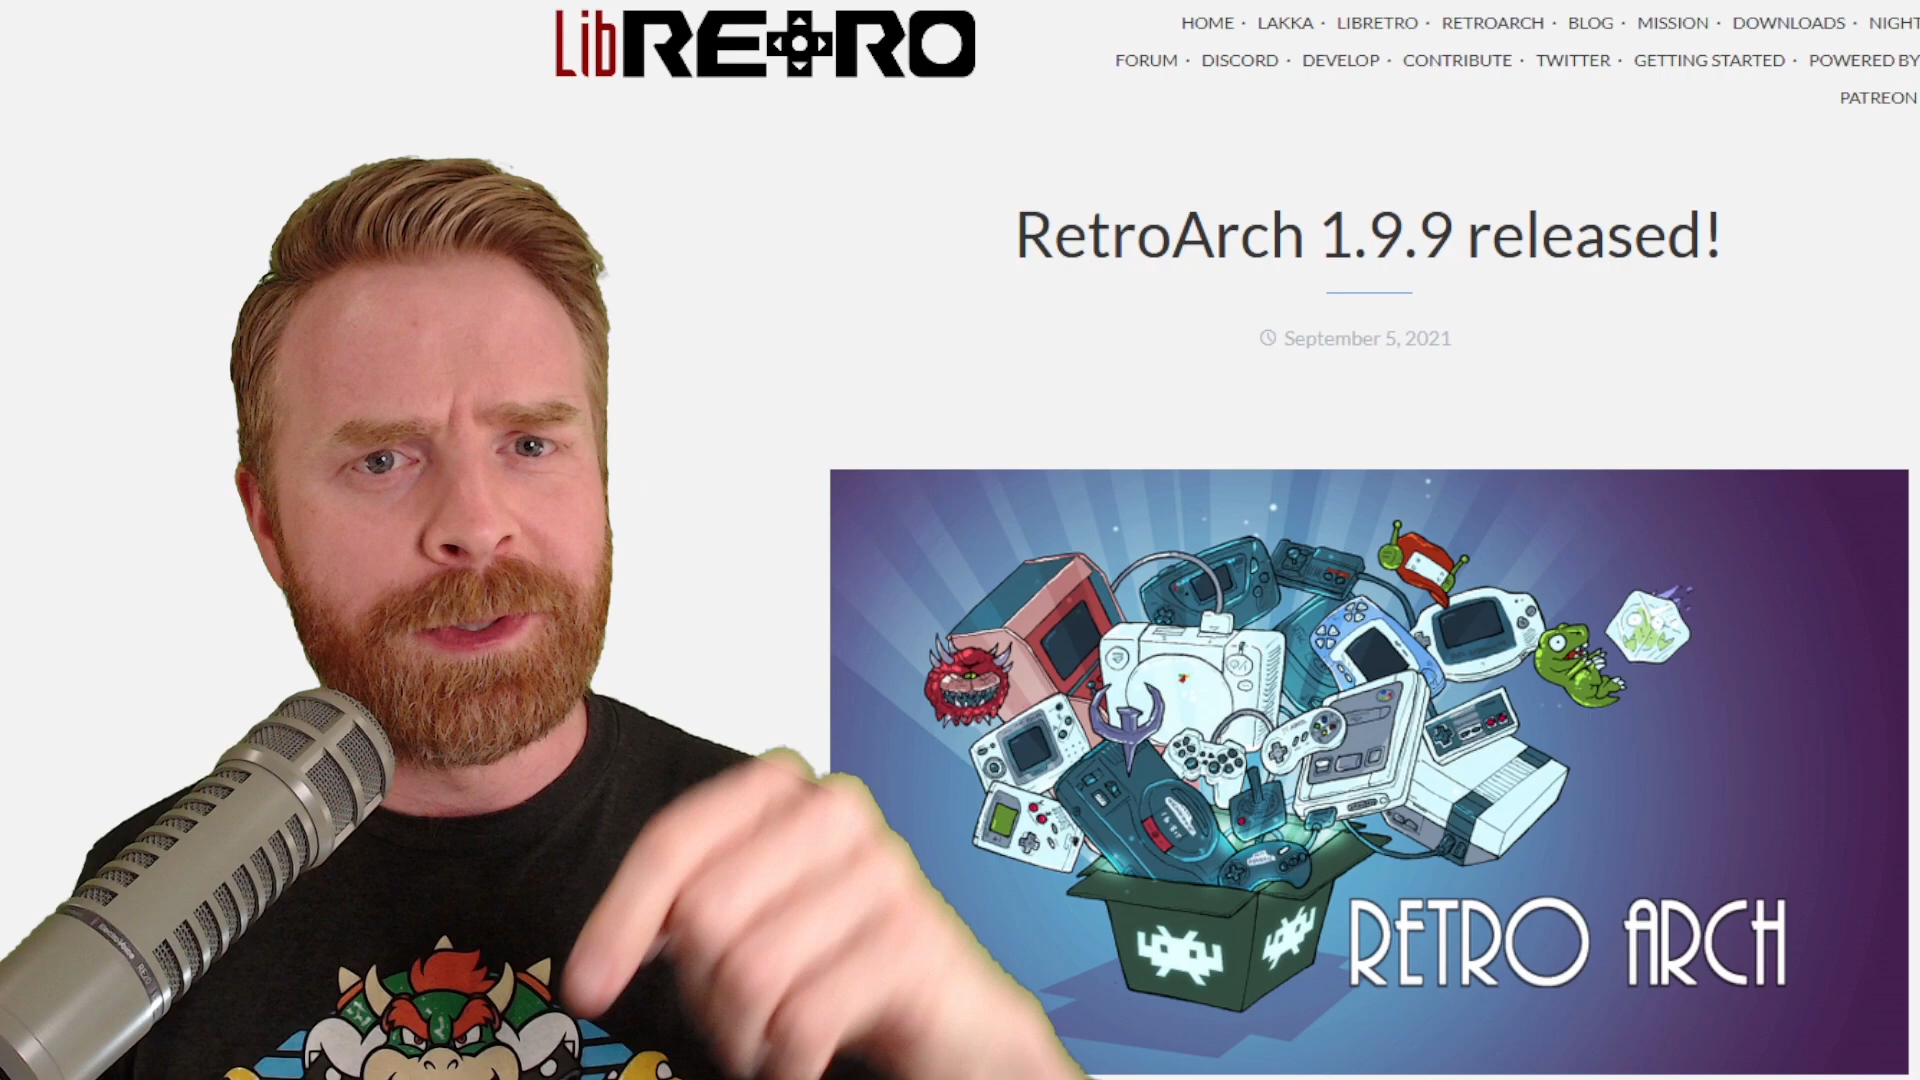 LibRETRO
HOME · LAKKA · LIBRETRO · RETROARCH · BLOG · MISSION · DOWNLOADS · NIGHT
FORUM · DISCORD · DEVELOP · CONTRIBUTE · TWITTER · GETTING STARTED · POWERED BY
PATREON
RetroArch 1.9.9 released!
September 5, 2021
RETRO ARCH